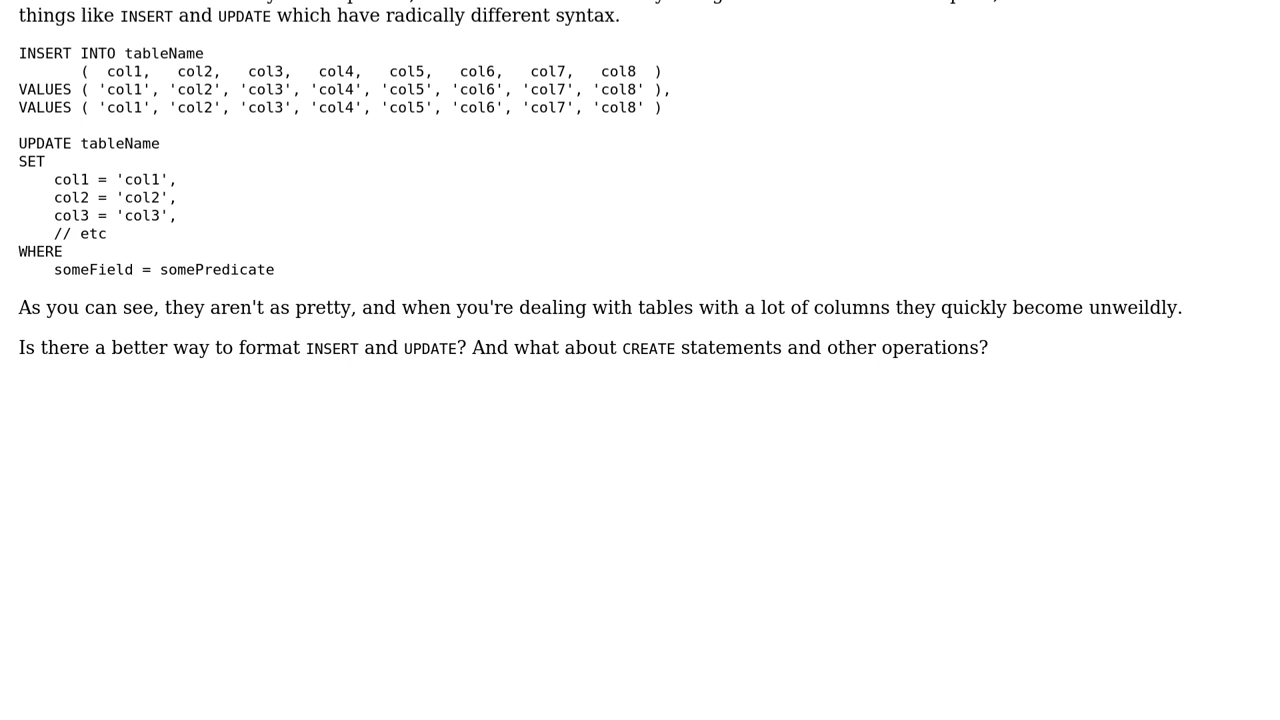 things like INSERT and UPDATE which have radically different syntax.
INSERT INTO tableName
       (  col1,   col2,   col3,   col4,   col5,   col6,   col7,   col8  )
VALUES ( 'col1', 'col2', 'col3', 'col4', 'col5', 'col6', 'col7', 'col8' ),
VALUES ( 'col1', 'col2', 'col3', 'col4', 'col5', 'col6', 'col7', 'col8' )
UPDATE tableName
SET
    col1 = 'col1',
    col2 = 'col2',
    col3 = 'col3',
    // etc
WHERE
    someField = somePredicate
As you can see, they aren't as pretty, and when you're dealing with tables with a lot of columns they quickly become unweildly.
Is there a better way to format INSERT and UPDATE? And what about CREATE statements and other operations?